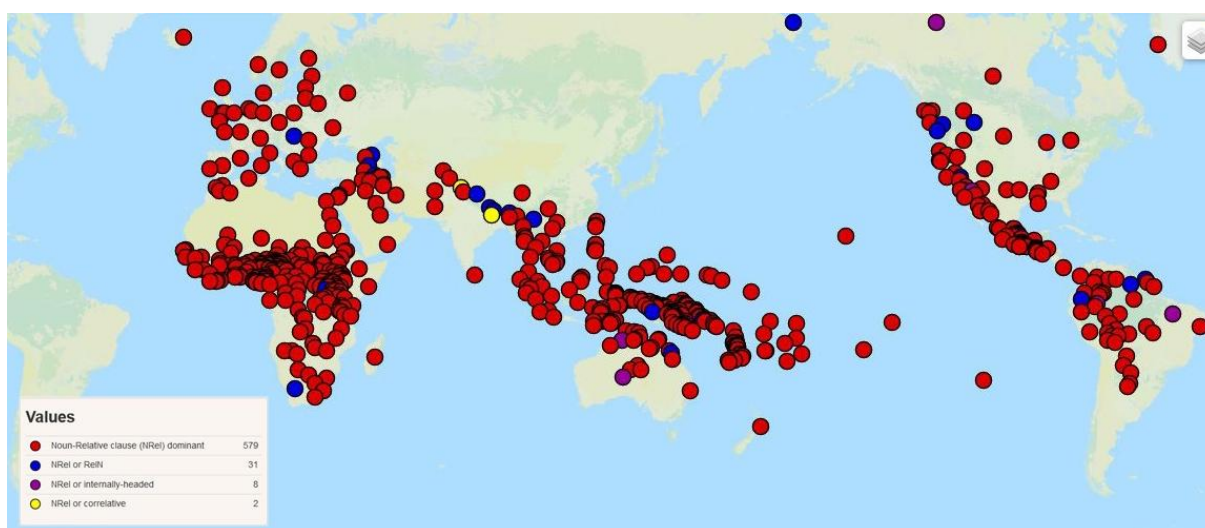 Values
Noun-Relative clause (NRel) dominant 579
NRel or RelN 31
NRel or internally-headed 8
NRel or correlative 2